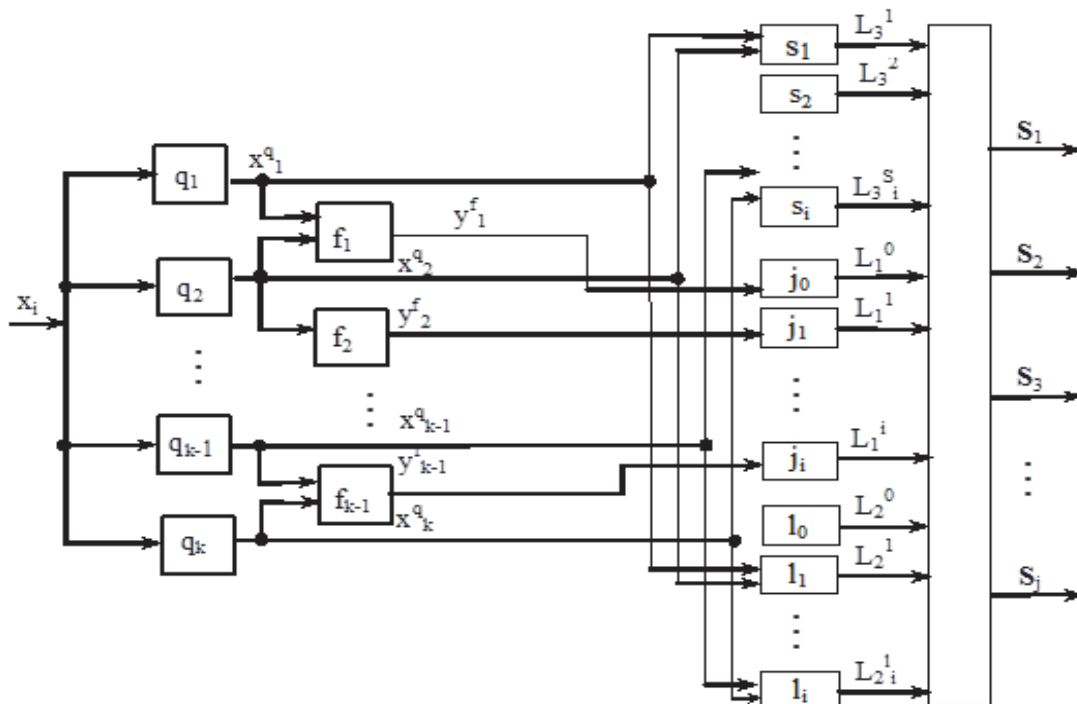 x_i
q_1
q_2
⋮
q_{k-1}
q_k
x^q_1
f_1
y^f_1
x^q_2
f_2
y^f_2
⋮
x^q_{k-1}
y^f_{k-1}
f_{k-1}
x^q_k
s_1
s_2
⋮
s_i
j_0
j_1
⋮
j_i
l_0
l_1
⋮
l_i
L_3^1
L_3^2
L_3^s_i
L_1^0
L_1^1
L_1^i
L_2^0
L_2^1
L_2^1_i
S_1
S_2
S_3
⋮
S_j